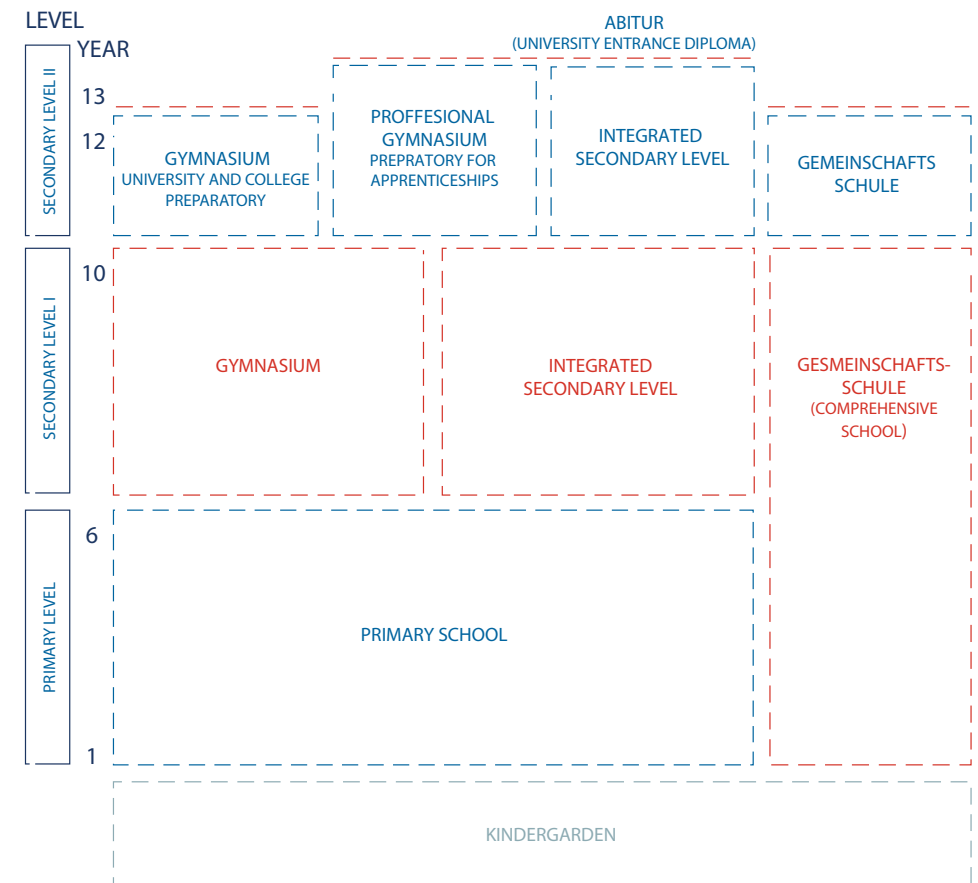 LEVEL
YEAR
ABITUR
(UNIVERSITY ENTRANCE DIPLOMA)
SECONDARY LEVEL II
13
12
GYMNASIUM
UNIVERSITY AND COLLEGE
PREPARATORY
PROFFESIONAL
GYMNASIUM
PREPRATORY FOR
APPRENTICESHIPS
INTEGRATED
SECONDARY LEVEL
GEMEINSCHAFTS
SCHULE
SECONDARY LEVEL I
10
GYMNASIUM
INTEGRATED
SECONDARY LEVEL
GESMEINSCHAFTS-
SCHULE
(COMPREHENSIVE
SCHOOL)
PRIMARY LEVEL
6
PRIMARY SCHOOL
1
KINDERGARDEN